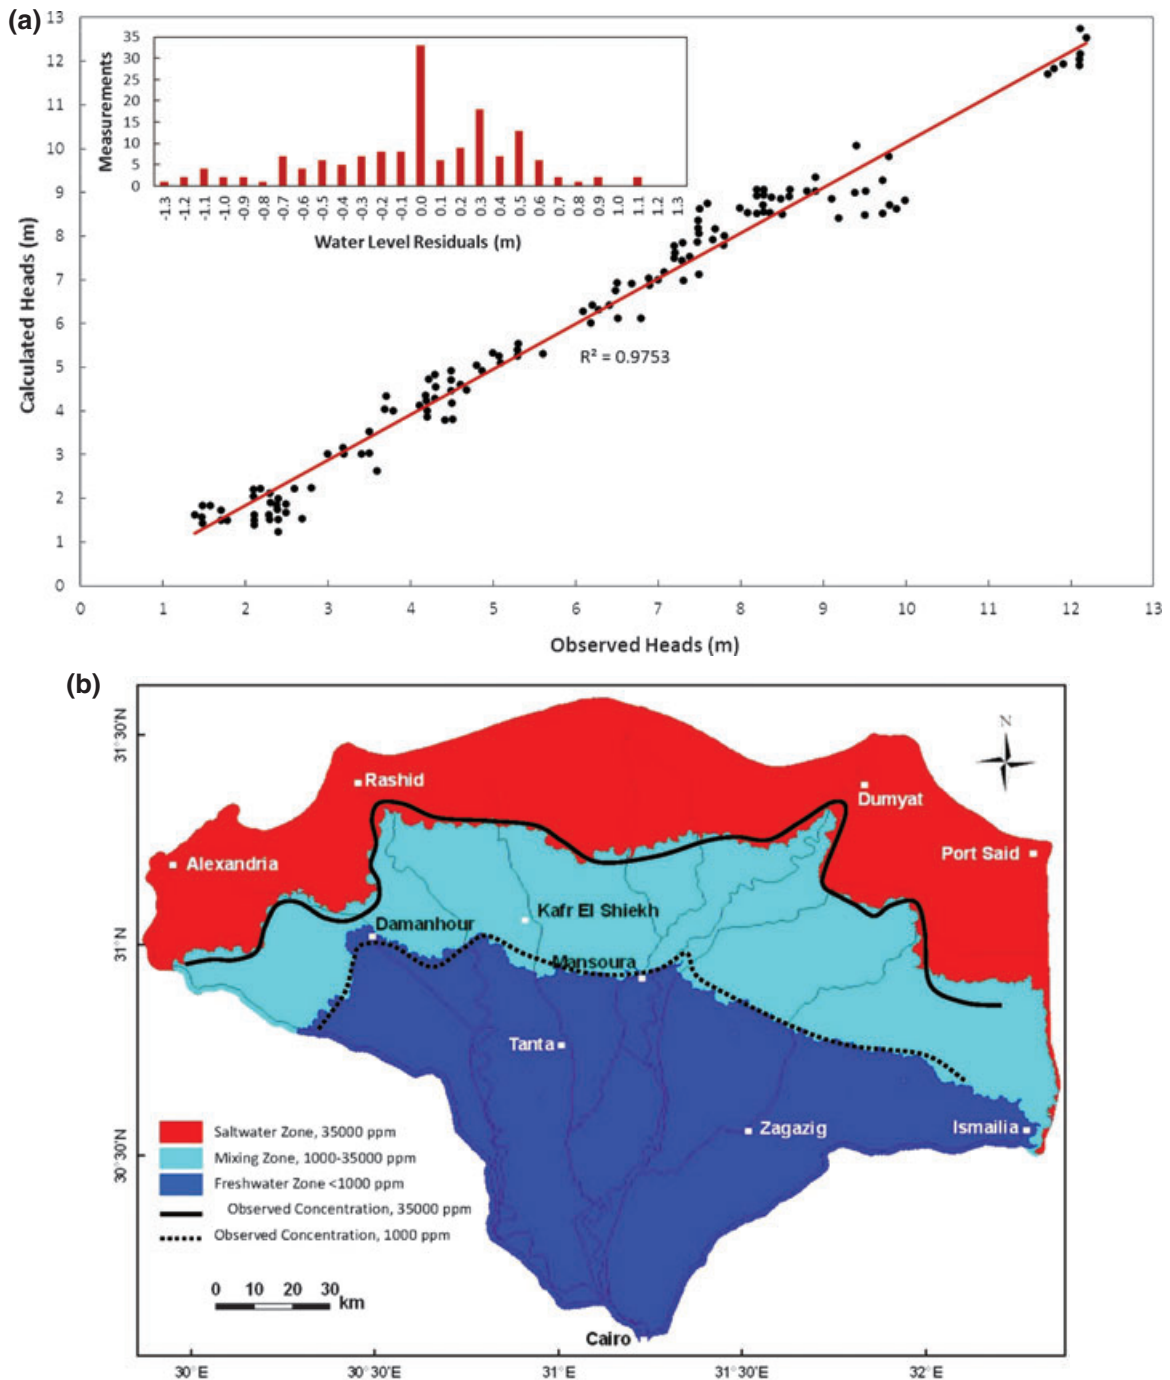 (a)
13
12
11
10
9
8
7
6
5
4
3
2
1
0
Calculated Heads (m)
35
30
25
20
15
10
5
0
Measurements
-1.3 -1.2 -1.1 -1.0 -0.9 -0.8 -0.7 -0.6 -0.5 -0.4 -0.3 -0.2 -0.1 0.0 0.1 0.2 0.3 0.4 0.5 0.6 0.7 0.8 0.9 1.0 1.1 1.2 1.3
Water Level Residuals (m)
R² = 0.9753
0 1 2 3 4 5 6 7 8 9 10 11 12 13
Observed Heads (m)
(b)
31°30'N
31°N
30°30'N
N
Rashid
Dumyat
Alexandria
Port Said
Kafr El Shiekh
Damanhour
Mansoura
Tanta
Zagazig
Ismailia
Cairo
Saltwater Zone, 35000 ppm
Mixing Zone, 1000-35000 ppm
Freshwater Zone <1000 ppm
Observed Concentration, 35000 ppm
Observed Concentration, 1000 ppm
0 10 20 30
km
30°E 30°30'E 31°E 31°30'E 32°E